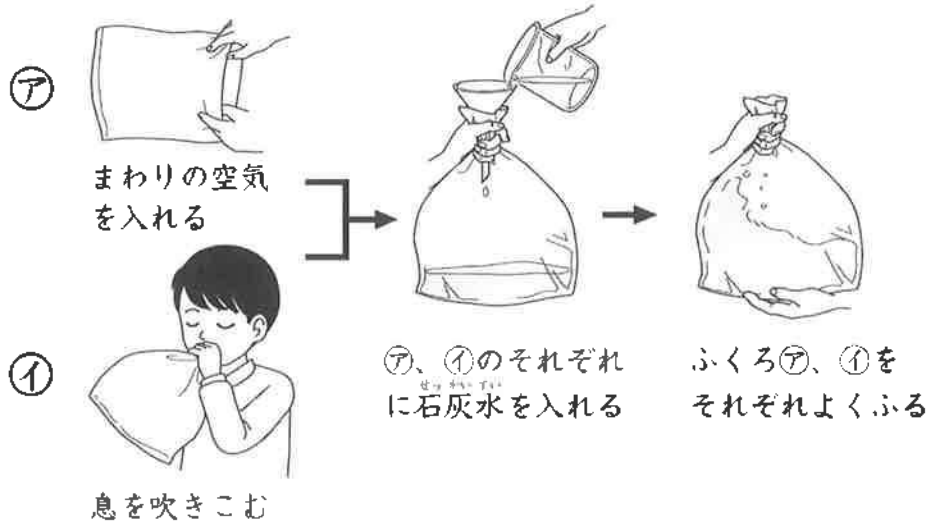 ㋐
まわりの空気
を入れる
㋑
息を吹きこむ
㋐、㋑のそれぞれ
せっかいすい
に石灰水を入れる
ふくろ㋐、㋑を
それぞれよくふる